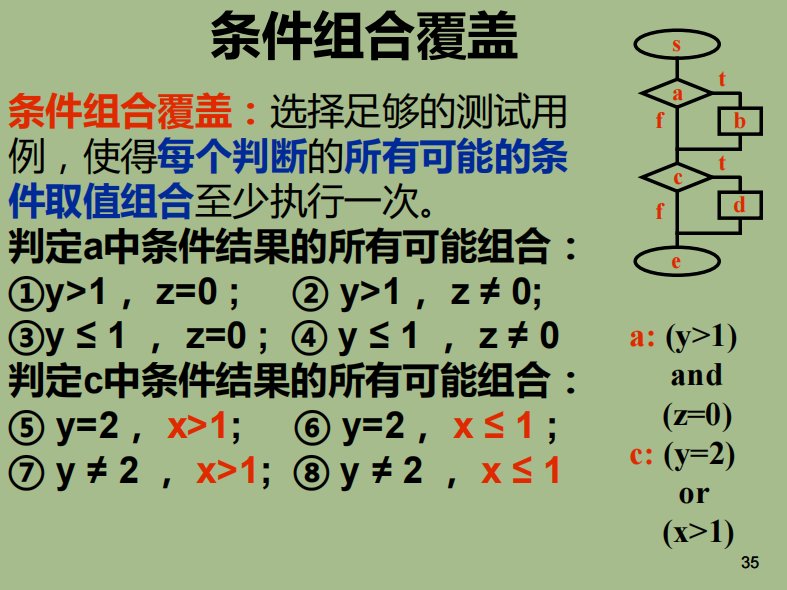 条件组合覆盖
条件组合覆盖：选择足够的测试用
例，使得每个判断的所有可能的条
件取值组合至少执行一次。
判定a中条件结果的所有可能组合：
①y>1， z=0； ② y>1， z ≠ 0;
③y ≤ 1 ， z=0； ④ y ≤ 1 ， z ≠ 0
判定c中条件结果的所有可能组合：
⑤ y=2， x>1; ⑥ y=2， x ≤ 1；
⑦ y ≠ 2 ， x>1; ⑧ y ≠ 2 ， x ≤ 1
s
a
t
f
b
c
t
f
d
e
a: (y>1)
and
(z=0)
c: (y=2)
or
(x>1)
35